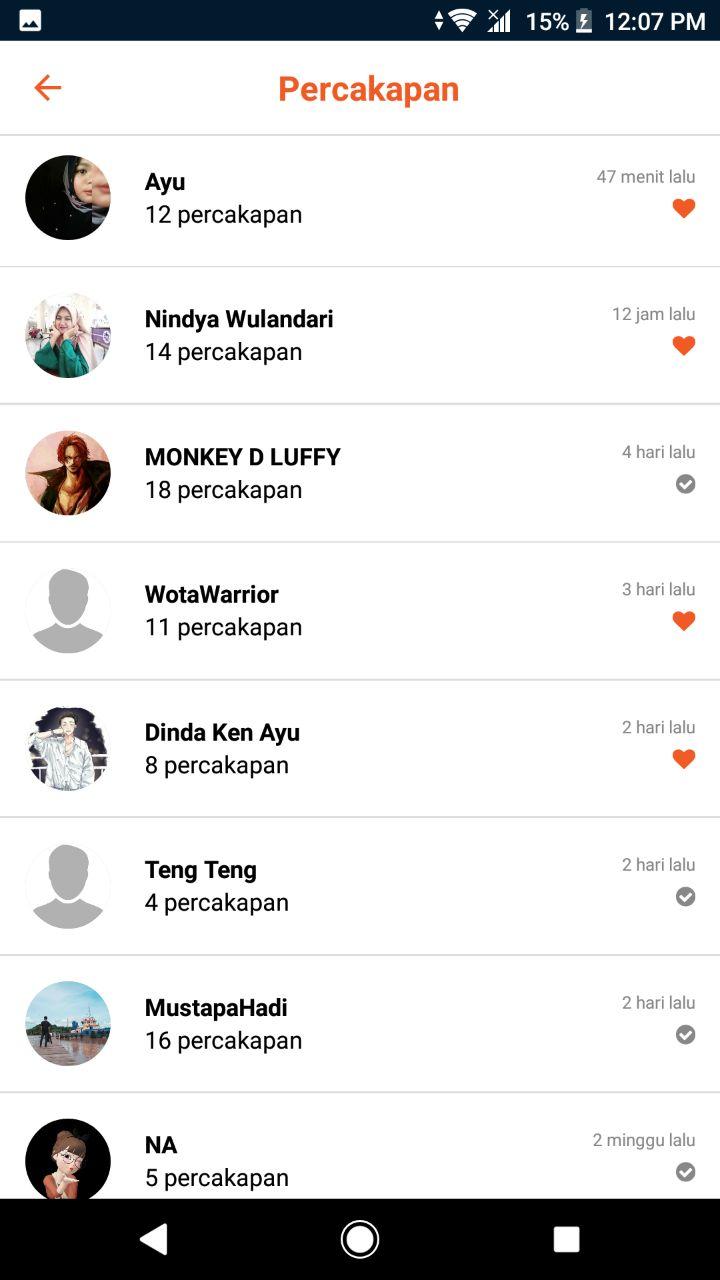 15% 12:07 PM
Percakapan
Ayu
47 menit lalu
12 percakapan
Nindya Wulandari
12 jam lalu
14 percakapan
MONKEY D LUFFY
4 hari lalu
18 percakapan
WotaWarrior
3 hari lalu
11 percakapan
Dinda Ken Ayu
2 hari lalu
8 percakapan
Teng Teng
2 hari lalu
4 percakapan
MustapaHadi
2 hari lalu
16 percakapan
NA
2 minggu lalu
5 percakapan